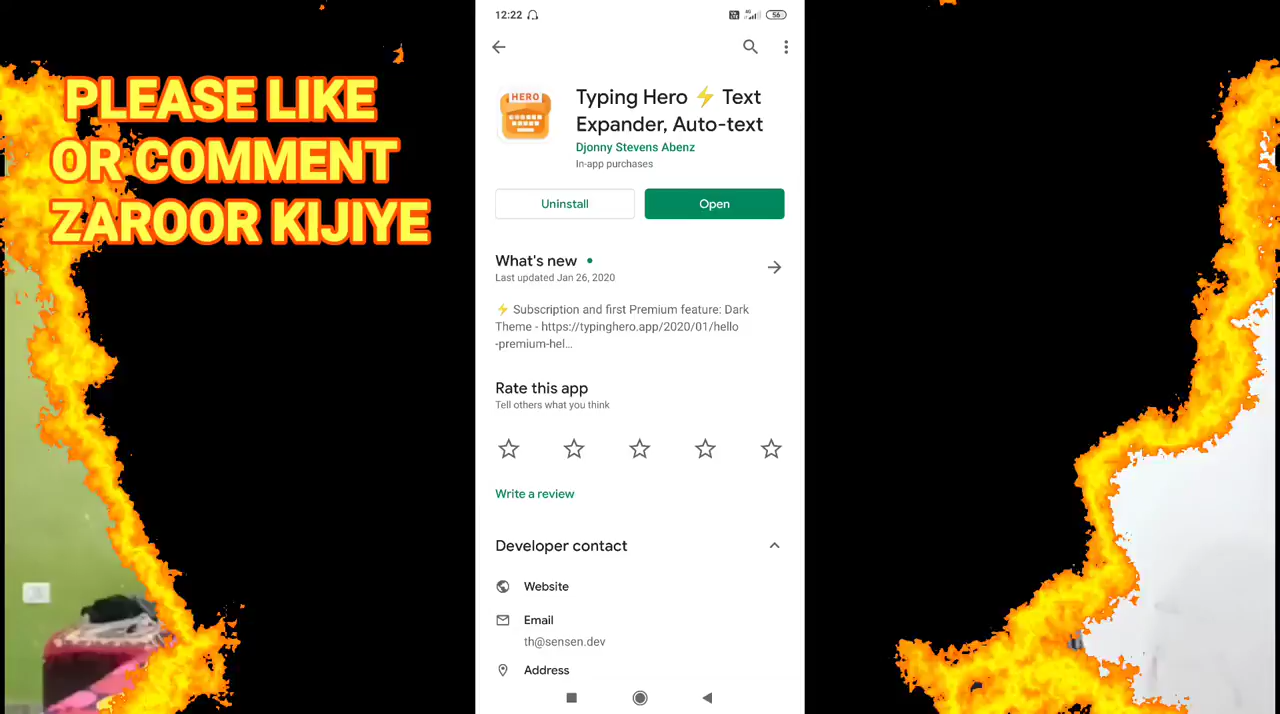 PLEASE LIKE
OR COMMENT
ZAROOR KIJIYE
12:22
56
HERO
Typing Hero ⚡ Text
Expander, Auto-text
Djonny Stevens Abenz
In-app purchases
Uninstall
Open
What's new
Last updated Jan 26, 2020
⚡ Subscription and first Premium feature: Dark
Theme - https://typinghero.app/2020/01/hello
-premium-hel...
Rate this app
Tell others what you think
Write a review
Developer contact
Website
Email
th@sensen.dev
Address